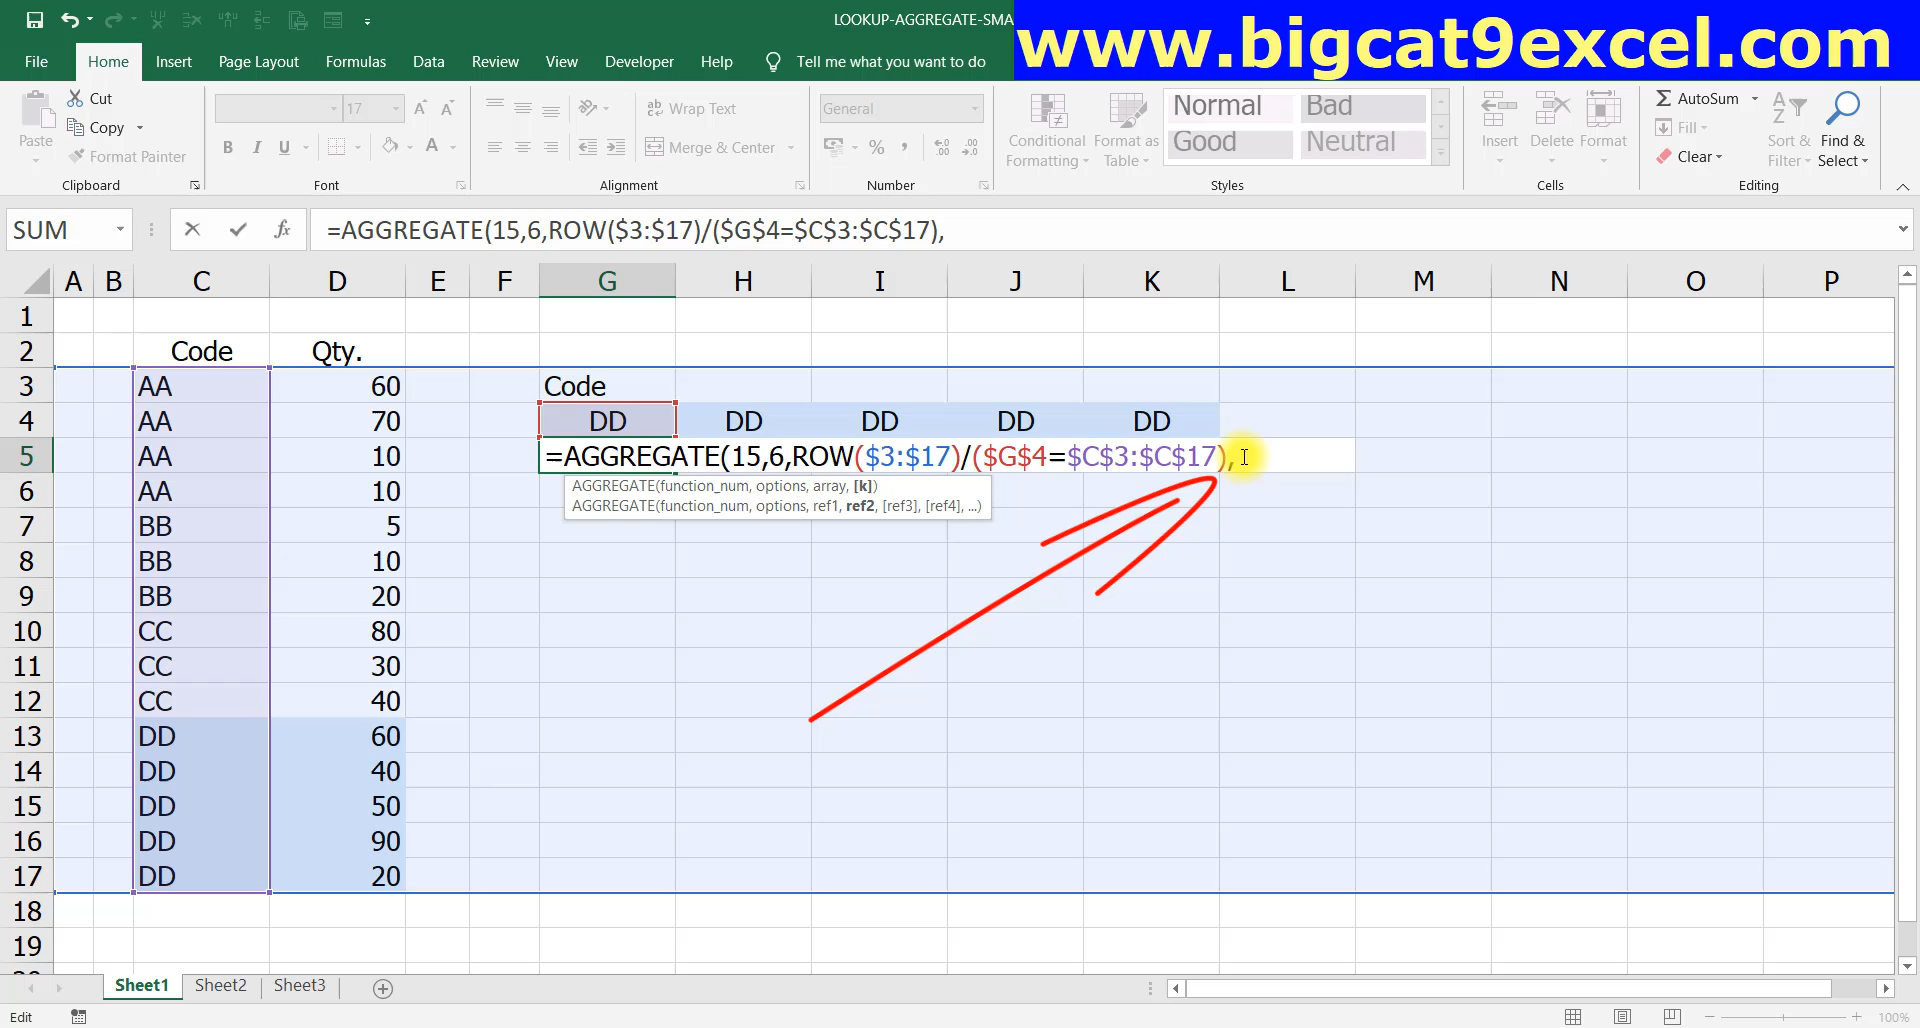 LOOKUP-AGGREGATE-SMA
www.bigcat9excel.com
File Home Insert Page Layout Formulas Data Review View Developer Help Tell me what you want to do
Paste
Cut
Copy
Format Painter
Clipboard
17
B I U
Font
Wrap Text
Merge & Center
Alignment
General
% ,
Number
Conditional Formatting
Format as Table
Normal Bad
Good Neutral
Styles
Insert Delete Format
Cells
AutoSum
Fill
Clear
Sort & Filter
Find & Select
Editing
SUM fx =AGGREGATE(15,6,ROW($3:$17)/($G$4=$C$3:$C$17),
A B C D E F G H I J K L M N O P
1
2 Code Qty.
3 AA 60 Code
4 AA 70 DD DD DD DD DD
5 AA 10 =AGGREGATE(15,6,ROW($3:$17)/($G$4=$C$3:$C$17),
AGGREGATE(function_num, options, array, [k])
AGGREGATE(function_num, options, ref1, ref2, [ref3], [ref4], ...)
6 AA 10
7 BB 5
8 BB 10
9 BB 20
10 CC 80
11 CC 30
12 CC 40
13 DD 60
14 DD 40
15 DD 50
16 DD 90
17 DD 20
18
19
Sheet1 Sheet2 Sheet3
Edit 100%